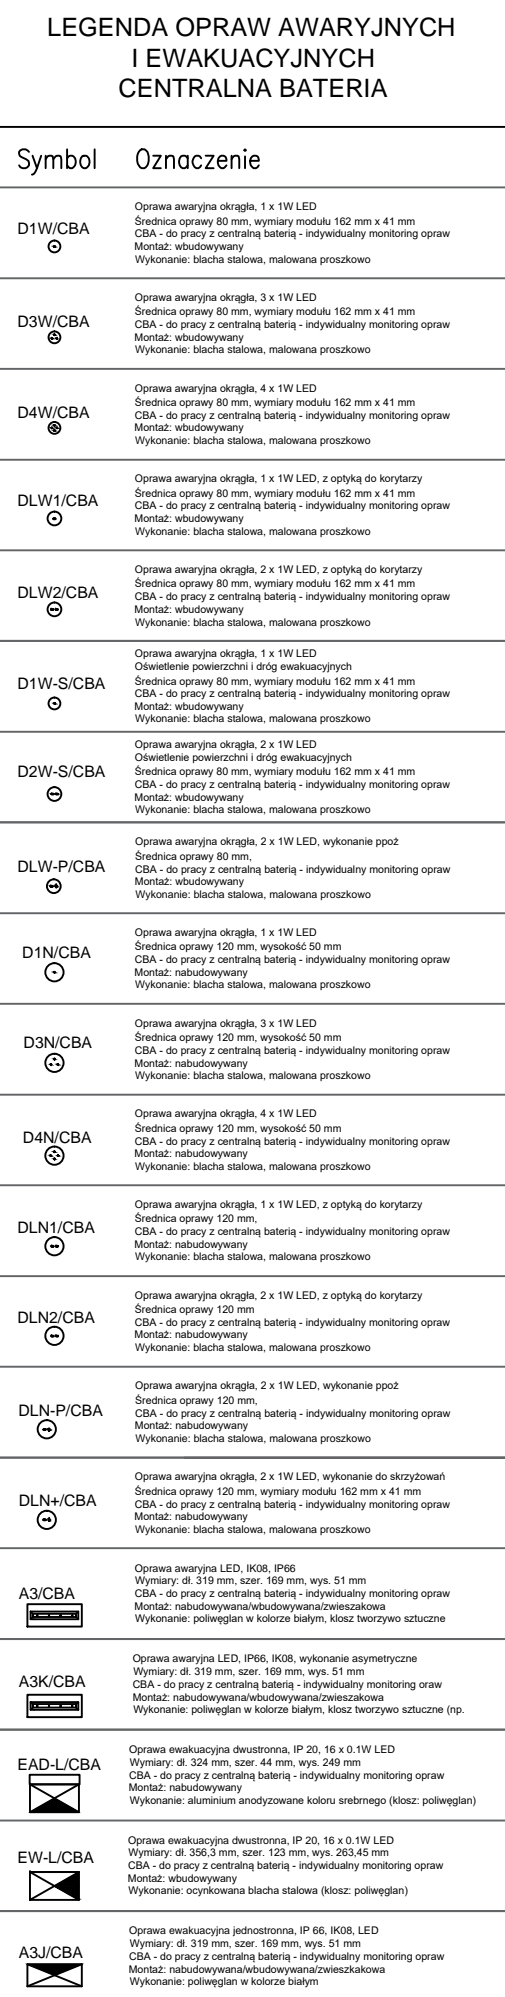 LEGENDA OPRAW AWARYJNYCH
I EWAKUACYJNYCH
CENTRALNA BATERIA
Symbol Oznaczenie
D1W/CBA
Oprawa awaryjna okrągła, 1 x 1W LED
Średnica oprawy 80 mm, wymiary modułu 162 mm x 41 mm
CBA - do pracy z centralną baterią - indywidualny monitoring opraw
Montaż: wbudowywany
Wykonanie: blacha stalowa, malowana proszkowo
D3W/CBA
Oprawa awaryjna okrągła, 3 x 1W LED
Średnica oprawy 80 mm, wymiary modułu 162 mm x 41 mm
CBA - do pracy z centralną baterią - indywidualny monitoring opraw
Montaż: wbudowywany
Wykonanie: blacha stalowa, malowana proszkowo
D4W/CBA
Oprawa awaryjna okrągła, 4 x 1W LED
Średnica oprawy 80 mm, wymiary modułu 162 mm x 41 mm
CBA - do pracy z centralną baterią - indywidualny monitoring opraw
Montaż: wbudowywany
Wykonanie: blacha stalowa, malowana proszkowo
DLW1/CBA
Oprawa awaryjna okrągła, 1 x 1W LED, z optyką do korytarzy
Średnica oprawy 80 mm, wymiary modułu 162 mm x 41 mm
CBA - do pracy z centralną baterią - indywidualny monitoring opraw
Montaż: wbudowywany
Wykonanie: blacha stalowa, malowana proszkowo
DLW2/CBA
Oprawa awaryjna okrągła, 2 x 1W LED, z optyką do korytarzy
Średnica oprawy 80 mm, wymiary modułu 162 mm x 41 mm
CBA - do pracy z centralną baterią - indywidualny monitoring opraw
Montaż: wbudowywany
Wykonanie: blacha stalowa, malowana proszkowo
D1W-S/CBA
Oprawa awaryjna okrągła, 1 x 1W LED
Oświetlenie powierzchni i dróg ewakuacyjnych
Średnica oprawy 80 mm, wymiary modułu 162 mm x 41 mm
CBA - do pracy z centralną baterią - indywidualny monitoring opraw
Montaż: wbudowywany
Wykonanie: blacha stalowa, malowana proszkowo
D2W-S/CBA
Oprawa awaryjna okrągła, 2 x 1W LED
Oświetlenie powierzchni i dróg ewakuacyjnych
Średnica oprawy 80 mm, wymiary modułu 162 mm x 41 mm
CBA - do pracy z centralną baterią - indywidualny monitoring opraw
Montaż: wbudowywany
Wykonanie: blacha stalowa, malowana proszkowo
DLW-P/CBA
Oprawa awaryjna okrągła, 2 x 1W LED, wykonanie ppoż
Średnica oprawy 80 mm,
CBA - do pracy z centralną baterią - indywidualny monitoring opraw
Montaż: wbudowywany
Wykonanie: blacha stalowa, malowana proszkowo
D1N/CBA
Oprawa awaryjna okrągła, 1 x 1W LED
Średnica oprawy 120 mm, wysokość 50 mm
CBA - do pracy z centralną baterią - indywidualny monitoring opraw
Montaż: nabudowywany
Wykonanie: blacha stalowa, malowana proszkowo
D3N/CBA
Oprawa awaryjna okrągła, 3 x 1W LED
Średnica oprawy 120 mm, wysokość 50 mm
CBA - do pracy z centralną baterią - indywidualny monitoring opraw
Montaż: nabudowywany
Wykonanie: blacha stalowa, malowana proszkowo
D4N/CBA
Oprawa awaryjna okrągła, 4 x 1W LED
Średnica oprawy 120 mm, wysokość 50 mm
CBA - do pracy z centralną baterią - indywidualny monitoring opraw
Montaż: nabudowywany
Wykonanie: blacha stalowa, malowana proszkowo
DLN1/CBA
Oprawa awaryjna okrągła, 1 x 1W LED, z optyką do korytarzy
Średnica oprawy 120 mm,
CBA - do pracy z centralną baterią - indywidualny monitoring opraw
Montaż: nabudowywany
Wykonanie: blacha stalowa, malowana proszkowo
DLN2/CBA
Oprawa awaryjna okrągła, 2 x 1W LED, z optyką do korytarzy
Średnica oprawy 120 mm
CBA - do pracy z centralną baterią - indywidualny monitoring opraw
Montaż: nabudowywany
Wykonanie: blacha stalowa, malowana proszkowo
DLN-P/CBA
Oprawa awaryjna okrągła, 2 x 1W LED, wykonanie ppoż
Średnica oprawy 120 mm,
CBA - do pracy z centralną baterią - indywidualny monitoring opraw
Montaż: nabudowywany
Wykonanie: blacha stalowa, malowana proszkowo
DLN+/CBA
Oprawa awaryjna okrągła, 2 x 1W LED, wykonanie do skrzyżowań
Średnica oprawy 120 mm, wymiary modułu 162 mm x 41 mm
CBA - do pracy z centralną baterią - indywidualny monitoring opraw
Montaż: nabudowywany
Wykonanie: blacha stalowa, malowana proszkowo
A3/CBA
Oprawa awaryjna LED, IK08, IP66
Wymiary: dł. 319 mm, szer. 169 mm, wys. 51 mm
CBA - do pracy z centralną baterią - indywidualny monitoring opraw
Montaż: nabudowywana/wbudowywana/zwieszakowa
Wykonanie: poliwęglan w kolorze białym, klosz tworzywo sztuczne
A3K/CBA
Oprawa awaryjna LED, IP66, IK08, wykonanie asymetryczne
Wymiary: dł. 319 mm, szer. 169 mm, wys. 51 mm
CBA - do pracy z centralną baterią - indywidualny monitoring oraw
Montaż: nabudowywana/wbudowywana/zwieszakowa
Wykonanie: poliwęglan w kolorze białym, klosz tworzywo sztuczne (np.
EAD-L/CBA
Oprawa ewakuacyjna dwustronna, IP 20, 16 x 0.1W LED
Wymiary: dł. 324 mm, szer. 44 mm, wys. 249 mm
CBA - do pracy z centralną baterią - indywidualny monitoring opraw
Montaż: nabudowywany
Wykonanie: aluminium anodyzowane koloru srebrnego (klosz: poliwęglan)
EW-L/CBA
Oprawa ewakuacyjna dwustronna, IP 20, 16 x 0.1W LED
Wymiary: dł. 356,3 mm, szer. 123 mm, wys. 263,45 mm
CBA - do pracy z centralną baterią - indywidualny monitoring opraw
Montaż: wbudowywany
Wykonanie: ocynkowana blacha stalowa (klosz: poliwęglan)
A3J/CBA
Oprawa ewakuacyjna jednostronna, IP 66, IK08, LED
Wymiary: dł. 319 mm, szer. 169 mm, wys. 51 mm
CBA - do pracy z centralną baterią - indywidualny monitoring opraw
Montaż: nabudowywana/wbudowywana/zwieszkakowa
Wykonanie: poliwęglan w kolorze białym